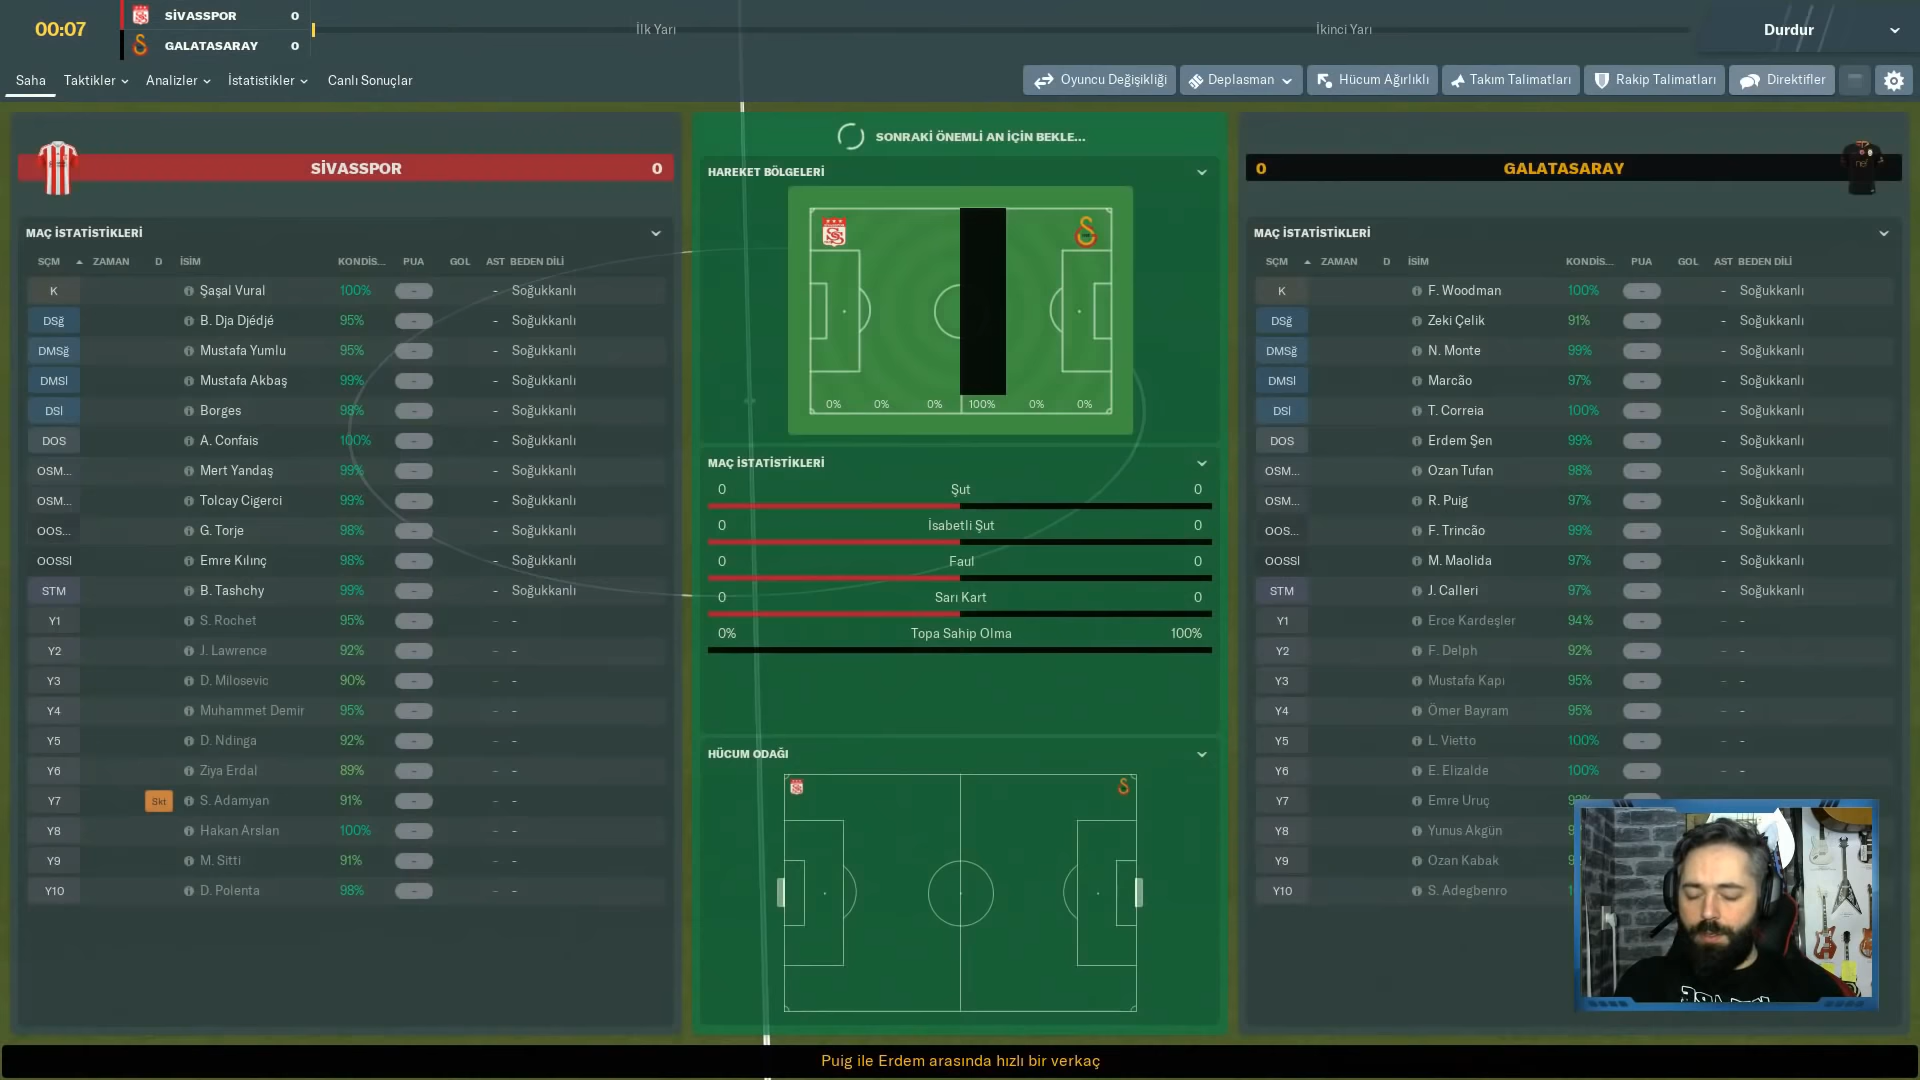 00:07
SİVASSPOR 0
GALATASARAY 0
İlk Yarı
İkinci Yarı
Durdur
Saha Taktikler Analizler İstatistikler Canlı Sonuçlar
Oyuncu Değişikliği Deplasman Hücum Ağırlıklı Takım Talimatları Rakip Talimatları Direktifler
SİVASSPOR 0
MAÇ İSTATİSTİKLERİ
SÇM ZAMAN D İSİM KONDİS... PUA GOL AST BEDEN DİLİ
K Şaşal Vural 100% - - Soğukkanlı
DSğ B. Dja Djédjé 95% - - Soğukkanlı
DMSğ Mustafa Yumlu 95% - - Soğukkanlı
DMSl Mustafa Akbaş 99% - - Soğukkanlı
DSl Borges 98% - - Soğukkanlı
DOS A. Confais 100% - - Soğukkanlı
OSM... Mert Yandaş 99% - - Soğukkanlı
OSM... Tolcay Cigerci 99% - - Soğukkanlı
OOS... G. Torje 98% - - Soğukkanlı
OOSSl Emre Kılınç 98% - - Soğukkanlı
STM B. Tashchy 99% - - Soğukkanlı
Y1 S. Rochet 95% - - -
Y2 J. Lawrence 92% - - -
Y3 D. Milosevic 90% - - -
Y4 Muhammet Demir 95% - - -
Y5 D. Ndinga 92% - - -
Y6 Ziya Erdal 89% - - -
Y7 Skt S. Adamyan 91% - - -
Y8 Hakan Arslan 100% - - -
Y9 M. Sitti 91% - - -
Y10 D. Polenta 98% - - -
SONRAKİ ÖNEMLİ AN İÇİN BEKLE...
HAREKET BÖLGELERİ
0% 0% 0% 100% 0% 0%
MAÇ İSTATİSTİKLERİ
0 Şut 0
0 İsabetli Şut 0
0 Faul 0
0 Sarı Kart 0
0% Topa Sahip Olma 100%
HÜCUM ODAĞI
0 GALATASARAY
MAÇ İSTATİSTİKLERİ
SÇM ZAMAN D İSİM KONDİS... PUA GOL AST BEDEN DİLİ
K F. Woodman 100% - - Soğukkanlı
DSğ Zeki Çelik 91% - - Soğukkanlı
DMSğ N. Monte 99% - - Soğukkanlı
DMSl Marcão 97% - - Soğukkanlı
DSl T. Correia 100% - - Soğukkanlı
DOS Erdem Şen 99% - - Soğukkanlı
OSM... Ozan Tufan 98% - - Soğukkanlı
OSM... R. Puig 97% - - Soğukkanlı
OOS... F. Trincão 99% - - Soğukkanlı
OOSSl M. Maolida 97% - - Soğukkanlı
STM J. Calleri 97% - - Soğukkanlı
Y1 Erce Kardeşler 94% - - -
Y2 F. Delph 92% - - -
Y3 Mustafa Kapı 95% - - -
Y4 Ömer Bayram 95% - - -
Y5 L. Vietto 100% - - -
Y6 E. Elizalde 100% - - -
Y7 Emre Uruç
Y8 Yunus Akgün
Y9 Ozan Kabak
Y10 S. Adegbenro
Puig ile Erdem arasında hızlı bir verkaç